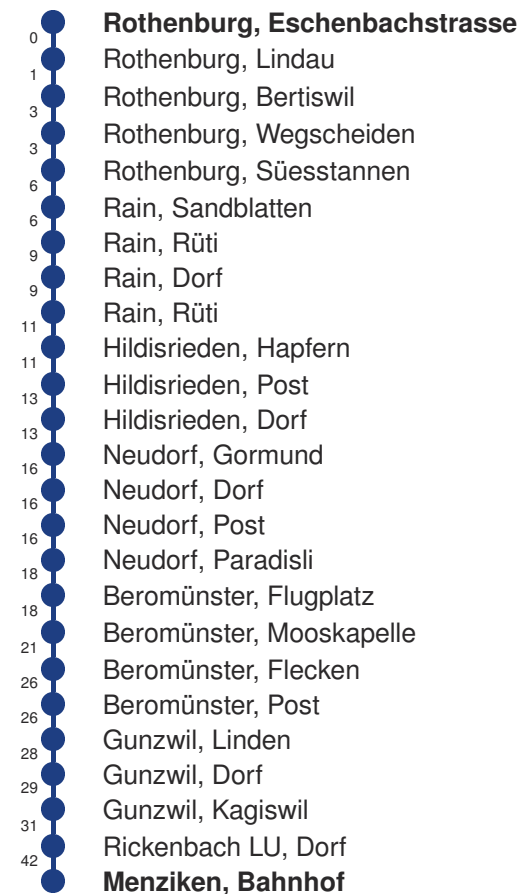 Rothenburg, Eschenbachstrasse
0
Rothenburg, Lindau
1
Rothenburg, Bertiswil
3
Rothenburg, Wegscheiden
3
Rothenburg, Süesstannen
6
Rain, Sandblatten
6
Rain, Rüti
9
Rain, Dorf
9
Rain, Rüti
11
Hildisrieden, Hapfern
11
Hildisrieden, Post
13
Hildisrieden, Dorf
13
Neudorf, Gormund
16
Neudorf, Dorf
16
Neudorf, Post
16
Neudorf, Paradisli
18
Beromünster, Flugplatz
18
Beromünster, Mooskapelle
21
Beromünster, Flecken
26
Beromünster, Post
26
Gunzwil, Linden
28
Gunzwil, Dorf
29
Gunzwil, Kagiswil
31
Rickenbach LU, Dorf
42
Menziken, Bahnhof